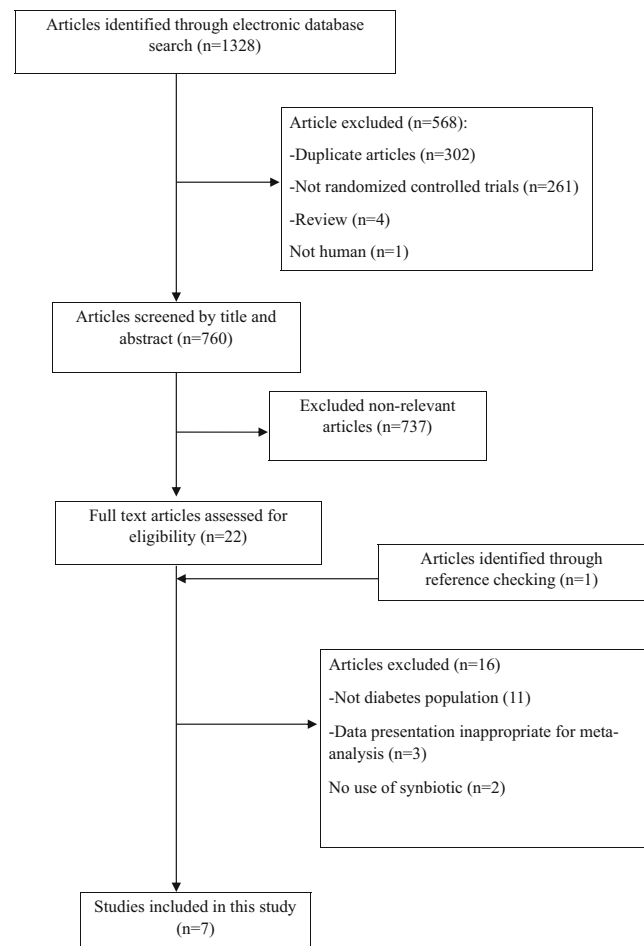 Articles identified through electronic database
search (n=1328)
Article excluded (n=568):
-Duplicate articles (n=302)
-Not randomized controlled trials (n=261)
-Review (n=4)
Not human (n=1)
Articles screened by title and
abstract (n=760)
Excluded non-relevant
articles (n=737)
Full text articles assessed for
eligibility (n=22)
Articles identified through
reference checking (n=1)
Articles excluded (n=16)
-Not diabetes population (11)
-Data presentation inappropriate for meta-
analysis (n=3)
No use of synbiotic (n=2)
Studies included in this study
(n=7)